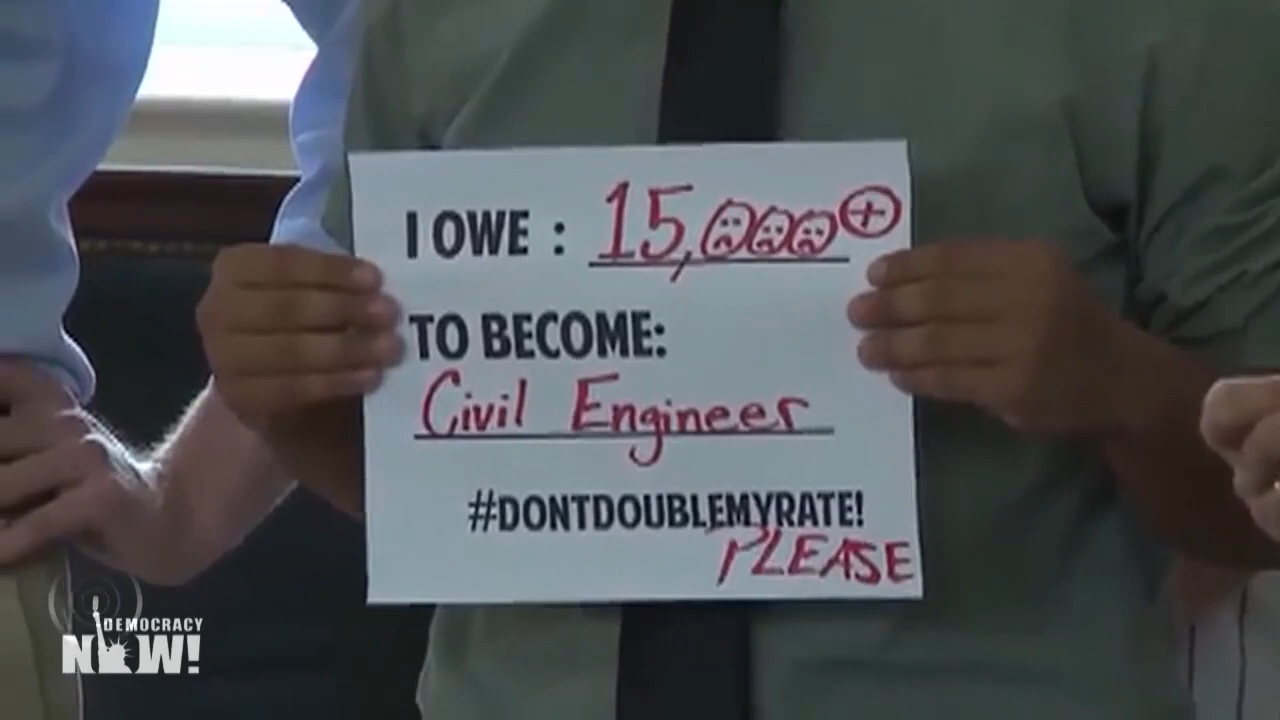 I OWE : 15,000+
TO BECOME:
Civil Engineer
#DONTDOUBLEMYRATE!
PLEASE
DEMOCRACY
NOW!